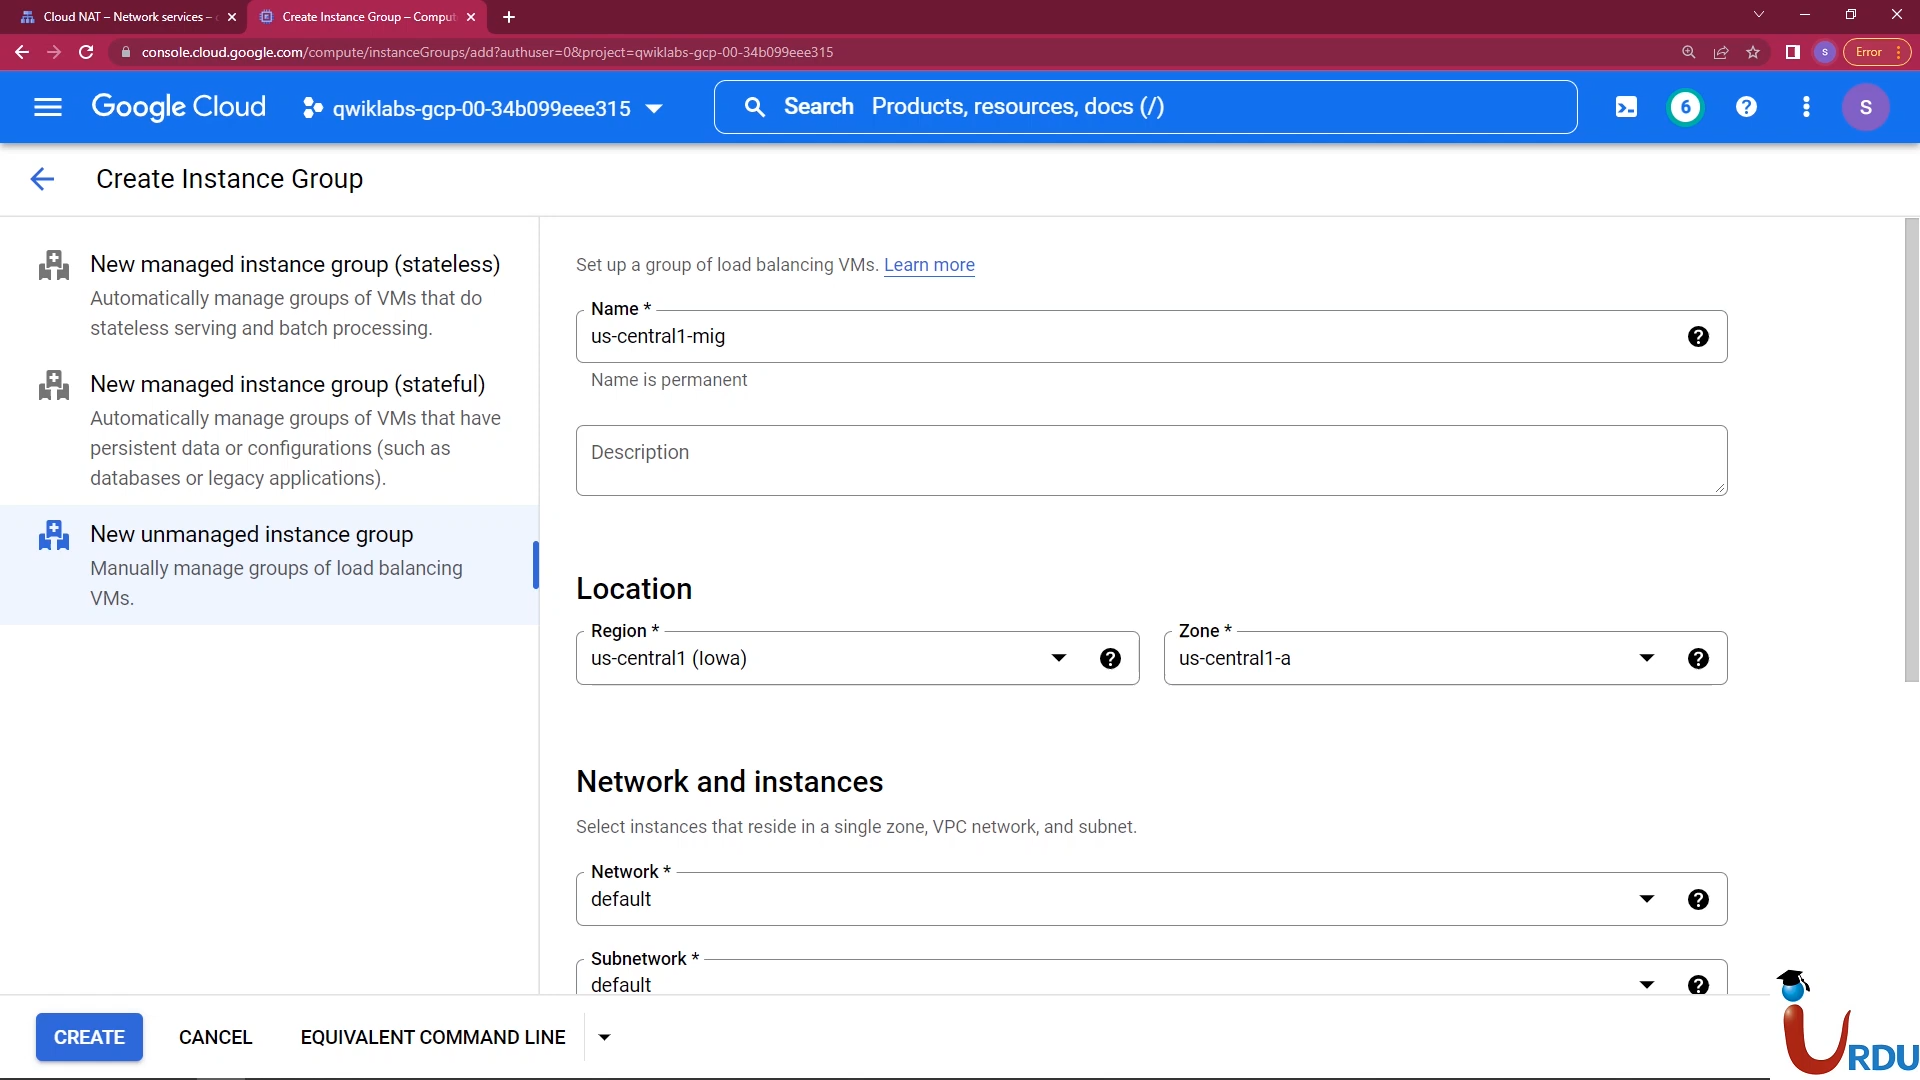 Cloud NAT – Network services –
Create Instance Group – Comput
console.cloud.google.com/compute/instanceGroups/add?authuser=0&project=qwiklabs-gcp-00-34b099eee315
s
Error
Google Cloud
qwiklabs-gcp-00-34b099eee315
Search Products, resources, docs (/)
6
S
Create Instance Group
New managed instance group (stateless)
Automatically manage groups of VMs that do
stateless serving and batch processing.
New managed instance group (stateful)
Automatically manage groups of VMs that have
persistent data or configurations (such as
databases or legacy applications).
New unmanaged instance group
Manually manage groups of load balancing
VMs.
Set up a group of load balancing VMs. Learn more
Name *
us-central1-mig
Name is permanent
Description
Location
Region *
us-central1 (Iowa)
Zone *
us-central1-a
Network and instances
Select instances that reside in a single zone, VPC network, and subnet.
Network *
default
Subnetwork *
default
CREATE
CANCEL
EQUIVALENT COMMAND LINE
iURDU